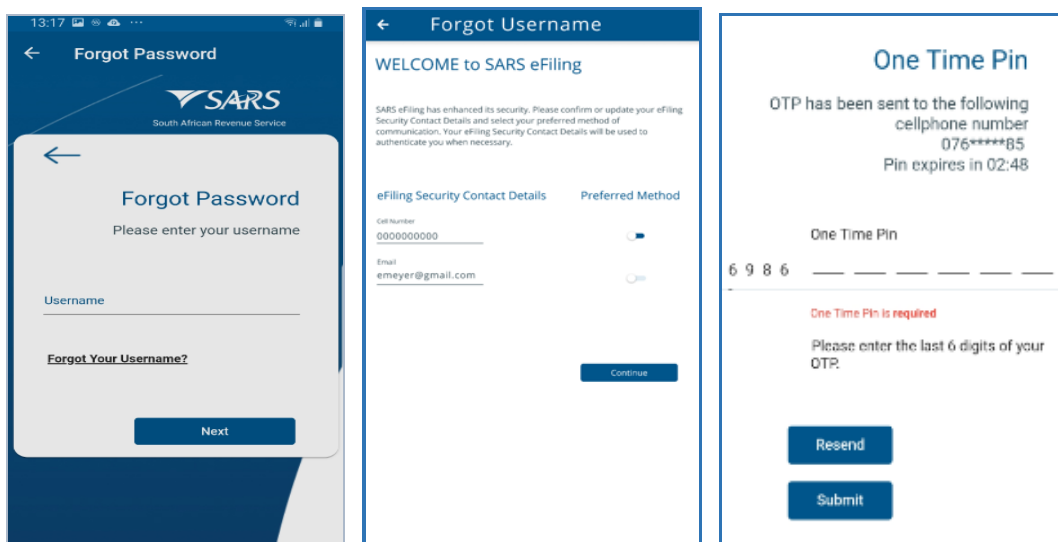 13:17
Forgot Password
SARS
South African Revenue Service
Forgot Password
Please enter your username
Username
Forgot Your Username?
Next
Forgot Username
WELCOME to SARS eFiling
SARS eFiling has enhanced its security. Please confirm or update your eFiling
Security Contact Details and select your preferred method of
communication. Your eFiling Security Contact Details will be used to
authenticate you when necessary.
eFiling Security Contact Details Preferred Method
Cell Number
0000000000
Email
emeyer@gmail.com
Continue
One Time Pin
OTP has been sent to the following
cellphone number
076*****85
Pin expires in 02:48
One Time Pin
6 9 8 6
One Time Pin is required
Please enter the last 6 digits of your
OTP.
Resend
Submit